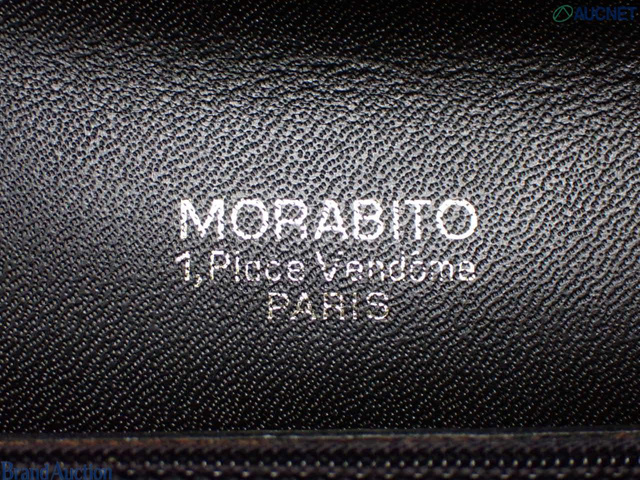 AUCNET
MORABITO
1, Place Vendôme
PARIS
Brand Auction